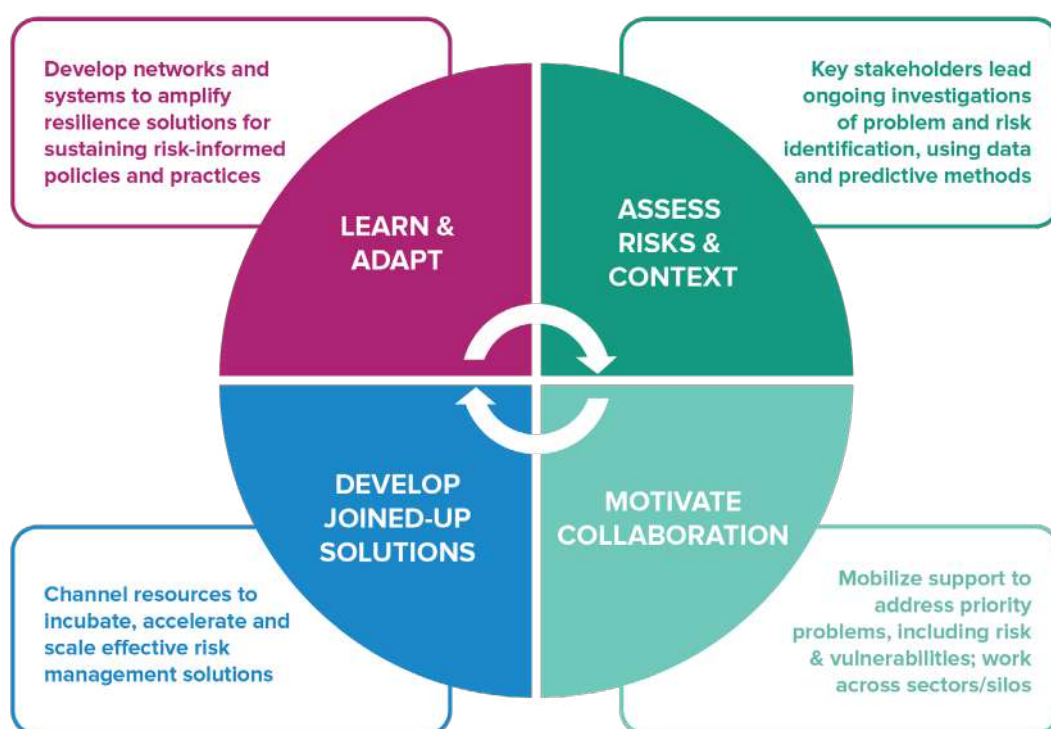 Develop networks and
systems to amplify
resilience solutions for
sustaining risk-informed
policies and practices
Key stakeholders lead
ongoing investigations
of problem and risk
identification, using data
and predictive methods
LEARN &
ADAPT
ASSESS
RISKS &
CONTEXT
DEVELOP
JOINED-UP
SOLUTIONS
MOTIVATE
COLLABORATION
Channel resources to
incubate, accelerate and
scale effective risk
management solutions
Mobilize support to
address priority
problems, including risk
& vulnerabilities; work
across sectors/silos